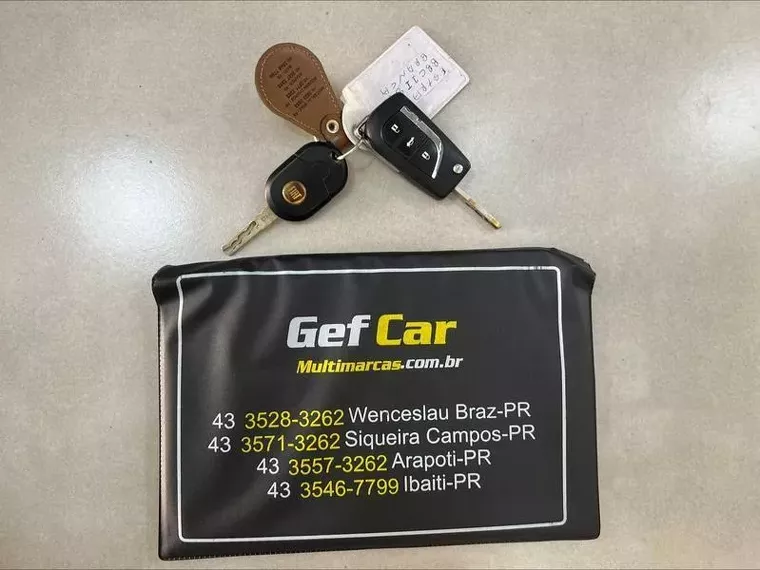 FIAT
Gef Car
Multimarcas.com.br
43 3528-3262 Wenceslau Braz-PR
43 3571-3262 Siqueira Campos-PR
43 3557-3262 Arapoti-PR
43 3546-7799 Ibaiti-PR